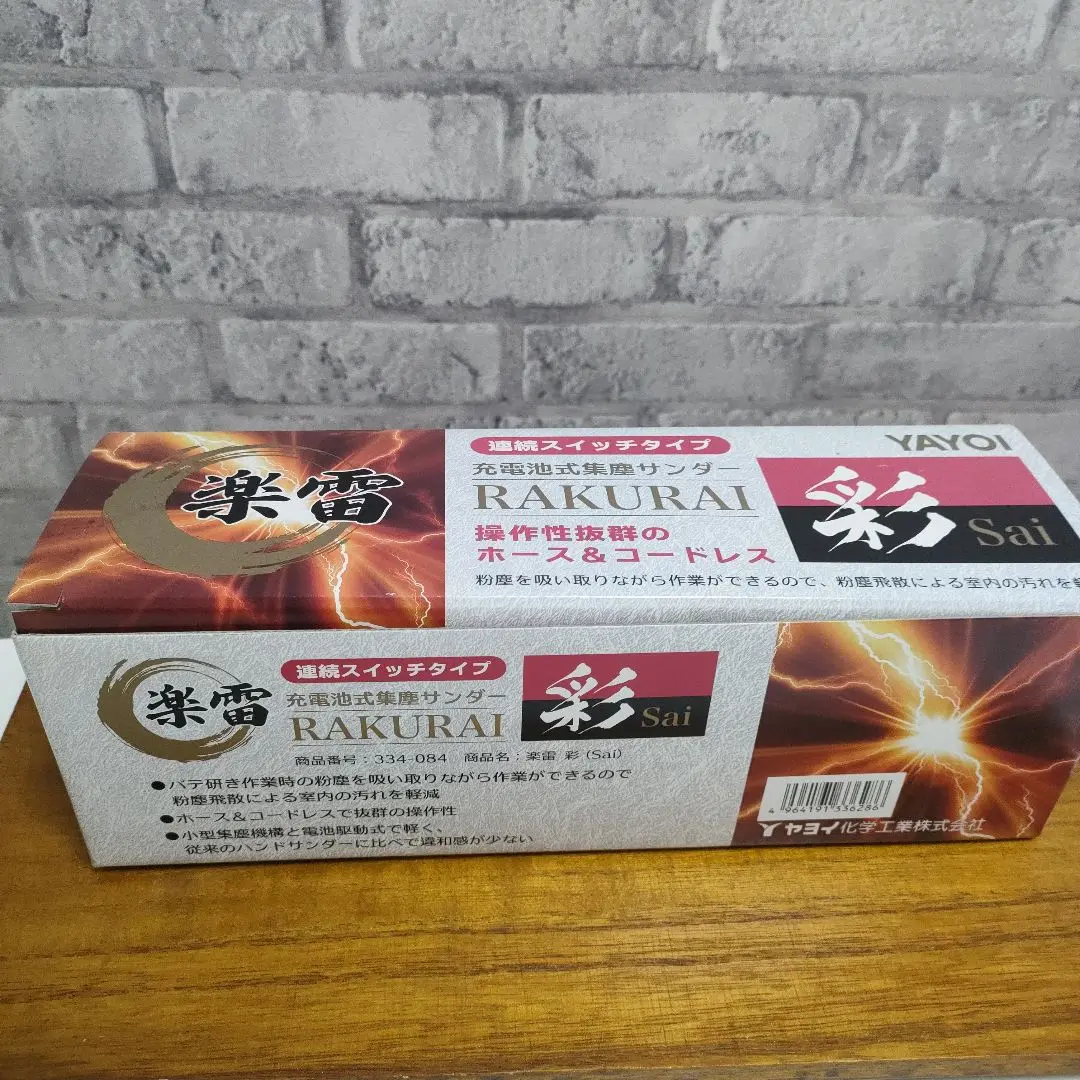 楽雷
連続スイッチタイプ
充電池式集塵サンダー
RAKURAI
操作性抜群の
ホース&コードレス
粉塵を吸い取りながら作業ができるので、粉塵飛散による室内の汚れを軽
YAYOI
彩 Sai
楽雷
連続スイッチタイプ
充電池式集塵サンダー
RAKURAI
彩 Sai
商品番号:334-084 商品名:楽雷 彩(Sai)
●パテ研き作業時の粉塵を吸い取りながら作業ができるので
粉塵飛散による室内の汚れを軽減
●ホース&コードレスで抜群の操作性
●小型集塵機構と電池駆動式で軽く、
従来のハンドサンダーに比べて違和感が少ない
4 964191 336286
ヤヨイ化学工業株式会社